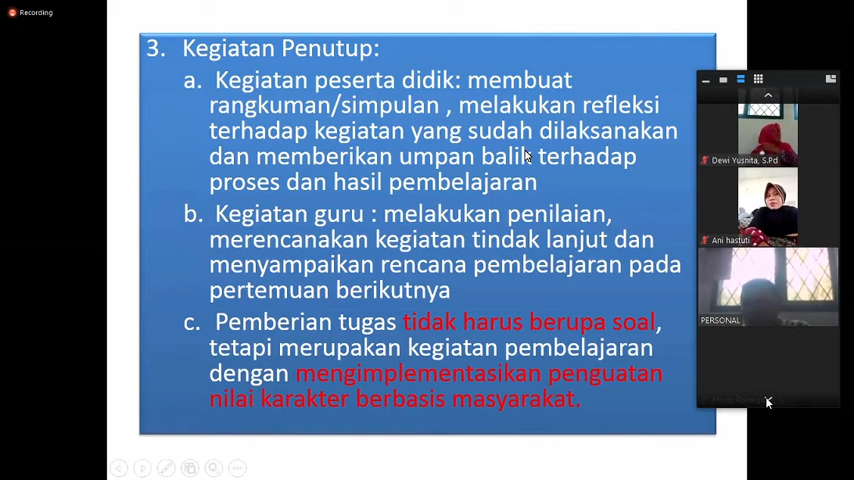 Recording
3. Kegiatan Penutup:
a. Kegiatan peserta didik: membuat
rangkuman/simpulan , melakukan refleksi
terhadap kegiatan yang sudah dilaksanakan
dan memberikan umpan balik terhadap
proses dan hasil pembelajaran
b. Kegiatan guru : melakukan penilaian,
merencanakan kegiatan tindak lanjut dan
menyampaikan rencana pembelajaran pada
pertemuan berikutnya
c. Pemberian tugas tidak harus berupa soal,
tetapi merupakan kegiatan pembelajaran
dengan mengimplementasikan penguatan
nilai karakter berbasis masyarakat.
Dewi Yusnita, S.Pd
Ani hastuti
PERSONAL